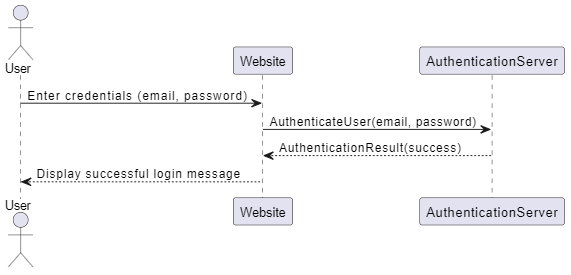 User
Website
AuthenticationServer
Enter credentials (email, password)
AuthenticateUser(email, password)
AuthenticationResult(success)
Display successful login message
User
Website
AuthenticationServer